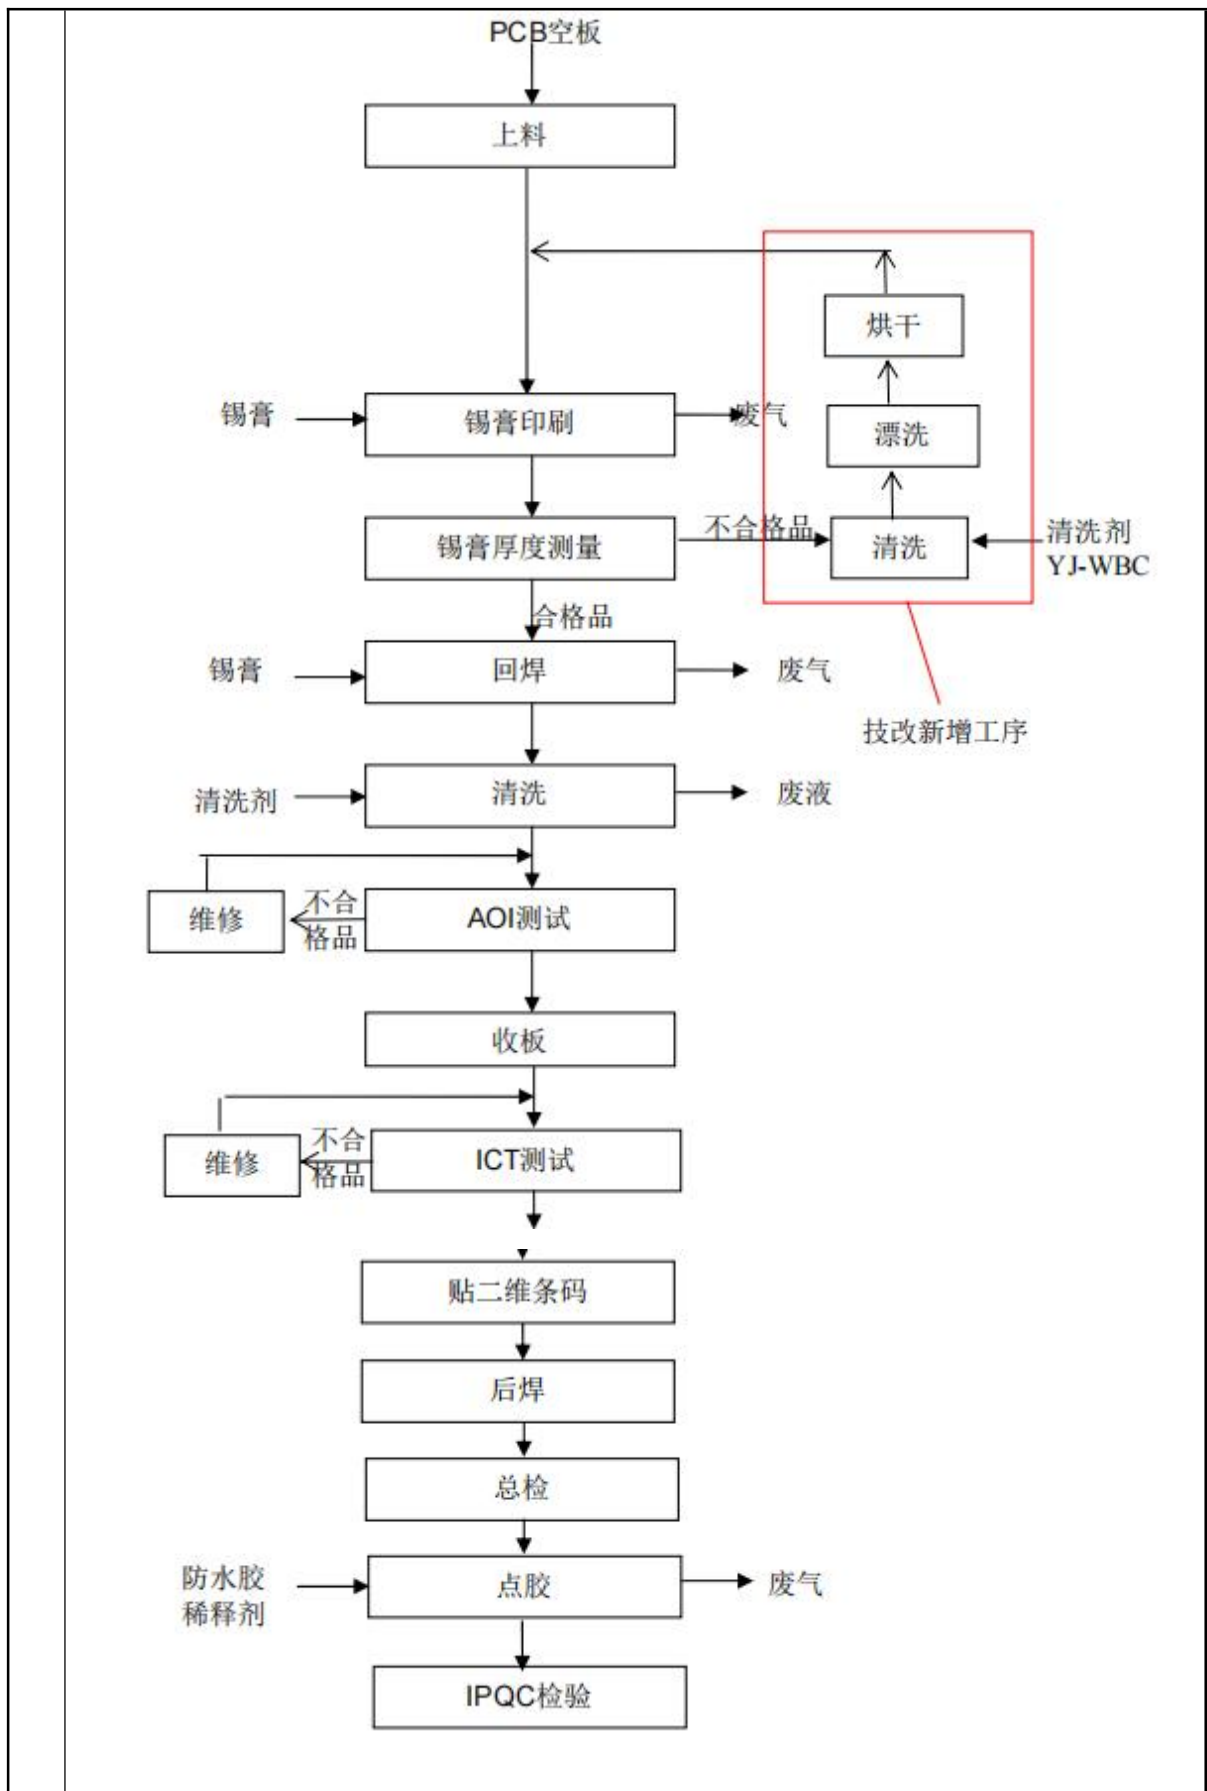 PCB空板
上料
烘干
锡膏
锡膏印刷
废气
漂洗
锡膏厚度测量
不合格品
清洗
清洗剂
YJ-WBC
合格品
锡膏
回焊
废气
技改新增工序
清洗剂
清洗
废液
维修
不合
格品
AOI测试
收板
维修
不合
格品
ICT测试
贴二维条码
后焊
总检
防水胶
稀释剂
点胶
废气
IPQC检验